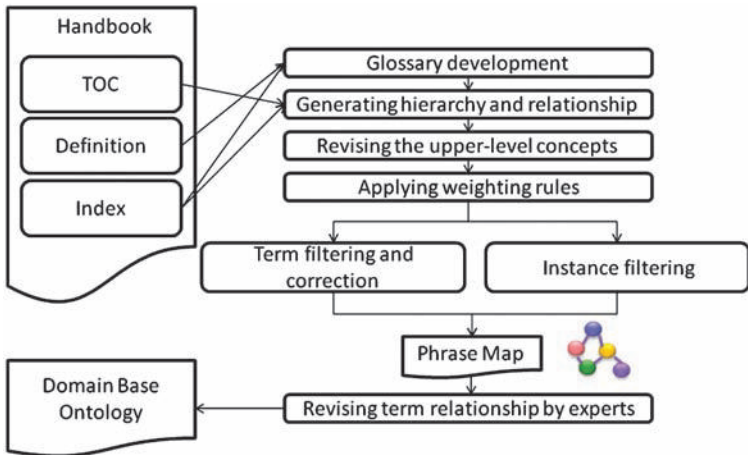 Handbook
TOC
Definition
Index
Glossary development
Generating hierarchy and relationship
Revising the upper-level concepts
Applying weighting rules
Term filtering and
correction
Instance filtering
Phrase Map
Revising term relationship by experts
Domain Base
Ontology